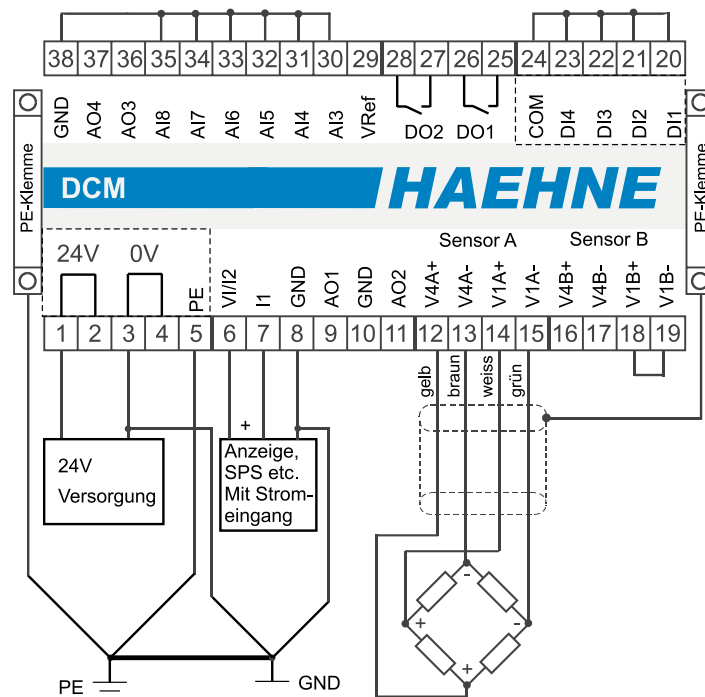 38 37 36 35 34 33 32 31 30 29 28 27 26 25 24 23 22 21 20
GND AO4 AO3 AI8 AI7 AI6 AI5 AI4 AI3 VRef DO2 DO1 COM DI4 DI3 DI2 DI1
PE-Klemme
DCM
HAEHNE
PE-Klemme
24V 0V
Sensor A Sensor B
PE VI/I2 I1 GND AO1 GND AO2 V4A+ V4A- V1A+ V1A- V4B+ V4B- V1B+ V1B-
1 2 3 4 5 6 7 8 9 10 11 12 13 14 15 16 17 18 19
gelb braun weiss grün
+
24V
Versorgung
Anzeige,
SPS etc.
Mit Strom-
eingang
-
+ -
+
PE GND